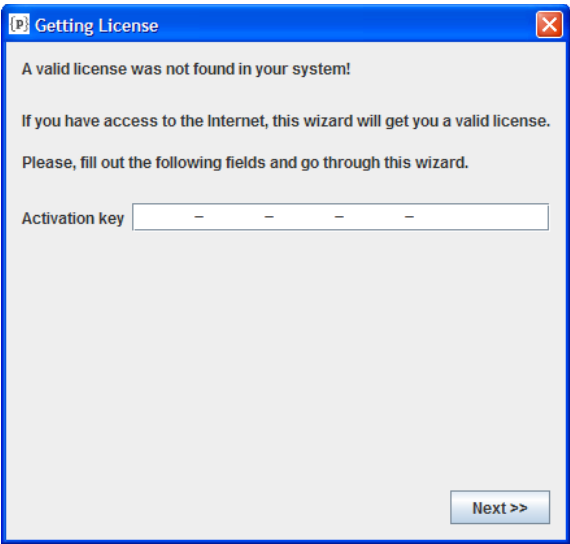 {P} Getting License
A valid license was not found in your system!
If you have access to the Internet, this wizard will get you a valid license.
Please, fill out the following fields and go through this wizard.
Activation key – – – –
Next >>